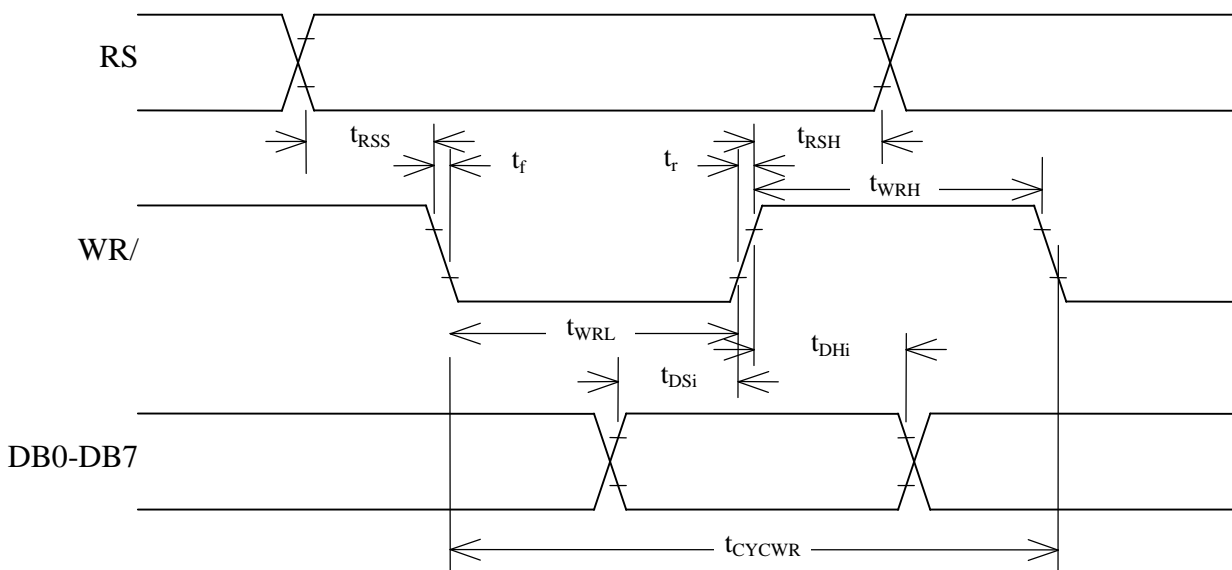 RS
tRSS
tRSH
tf
tr
tWRH
WR/
tWRL
tDHi
tDSi
DB0-DB7
tCYCWR